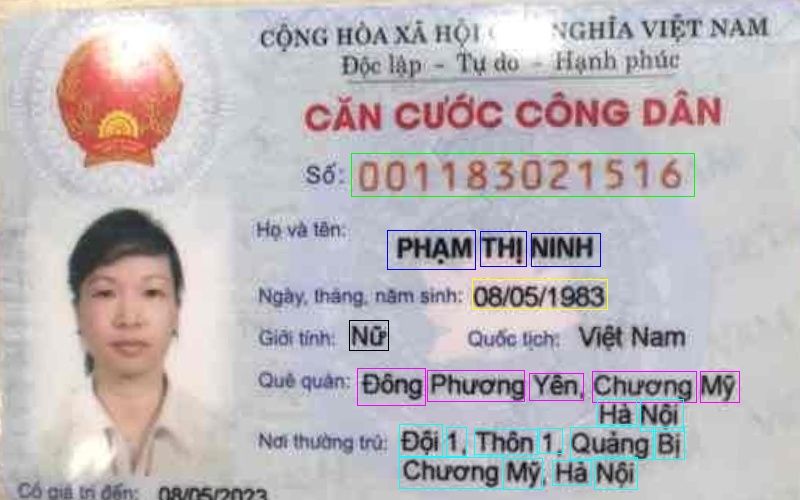 CỘNG HÒA XÃ HỘI NGHĨA VIỆT NAM
Độc lập - Tự do - Hạnh phúc
CĂN CƯỚC CÔNG DÂN
Số: 001183021516
Họ và tên: PHẠM THỊ NINH
Ngày, tháng, năm sinh: 08/05/1983
Giới tính: Nữ Quốc tịch: Việt Nam
Quê quán: Đông Phương Yên, Chương Mỹ
Hà Nội
Nơi thường trú: Đội 1, Thôn 1, Quảng Bị
Chương Mỹ, Hà Nội
Có giá trị đến: 08/05/2023